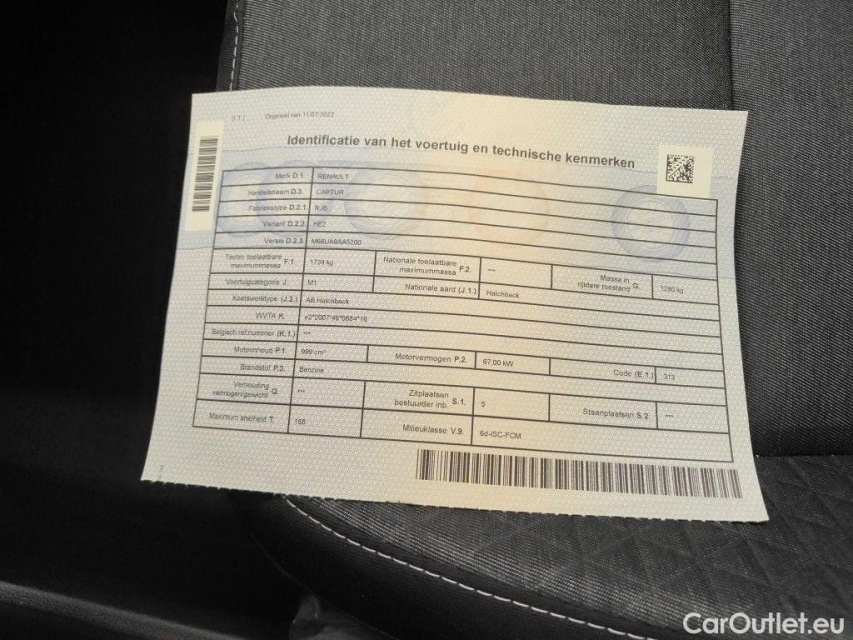 (I.T.) Origineel van 11/07/2022
Identificatie van het voertuig en technische kenmerken
Merk D.1. RENAULT
Handelsnaam D.3. CAPTUR
Fabriekstype D.2.1. RJB
Variant D.2.2. HE2
Versie D.2.3. M66UA9AA5200
Techn. toelaatbare maximummassa F.1. 1734 kg Nationale toelaatbare maximummassa F.2. --- Massa in rijklare toestand G. 1280 kg
Voertuigcategorie J. M1 Nationale aard (J.1.) Hatchback
Koetswerktype (J.2.) AB Hatchback
WVTA K. e2*2007/46*0684*16
Belgisch ref.nummer (K.1.) ---
Motorinhoud P.1. 999 cm³ Motorvermogen P.2. 67,00 kW Code (E.1.) 313
Brandstof P.3. Benzine
Verhouding vermogen/gewicht Q. --- Zitplaatsen bestuurder inb. S.1. 5 Staanplaatsen S.2. ---
Maximum snelheid T. 168 Milieuklasse V.9. 6d-ISC-FCM
CarOutlet.eu